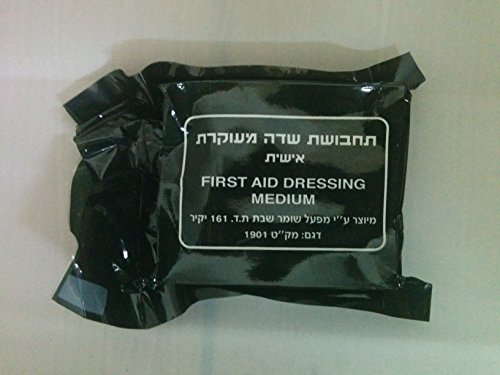 תחבושת שדה מעוקרת
אישית
FIRST AID DRESSING
MEDIUM
מיוצר ע''י מפעל שומר שבת ת.ד. 161 יקיר
דגם: מק''ט 1901